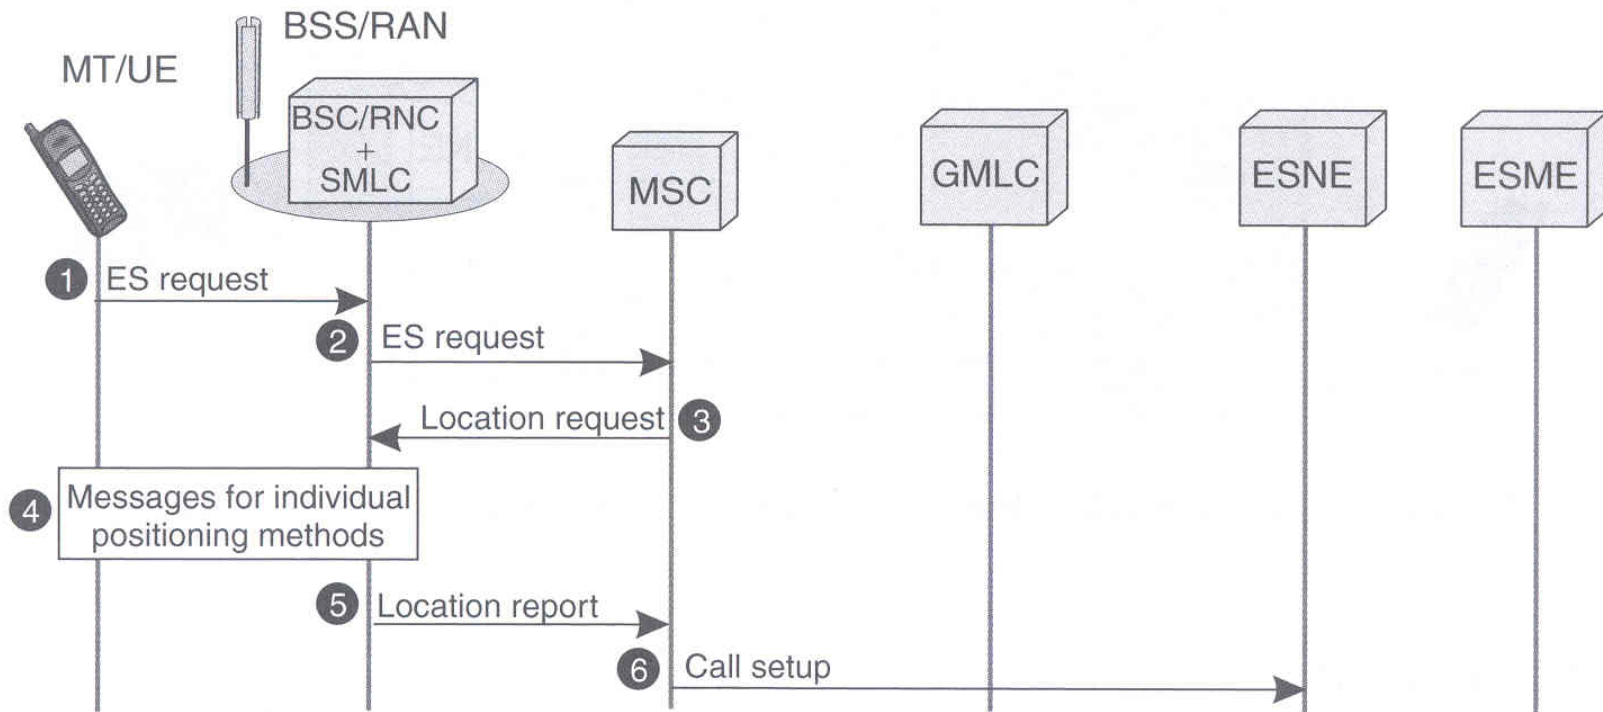 BSS/RAN
MT/UE
BSC/RNC
+
SMLC
MSC
GMLC
ESNE
ESME
1 ES request
2 ES request
Location request 3
4 Messages for individual
positioning methods
5 Location report
6 Call setup